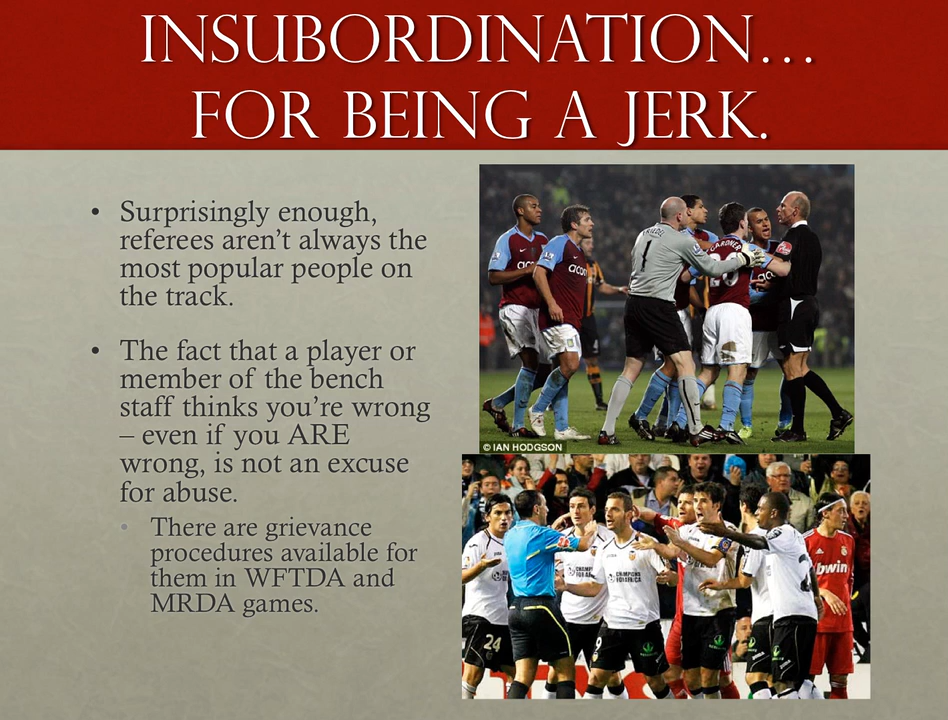 INSUBORDINATION…
FOR BEING A JERK.
• Surprisingly enough,
referees aren’t always the
most popular people on
the track.
• The fact that a player or
member of the bench
staff thinks you’re wrong
– even if you ARE
wrong, is not an excuse
for abuse.
• There are grievance
procedures available for
them in WFTDA and
MRDA games.
GARDNER
1
© IAN HODGSON
24
9
bwin